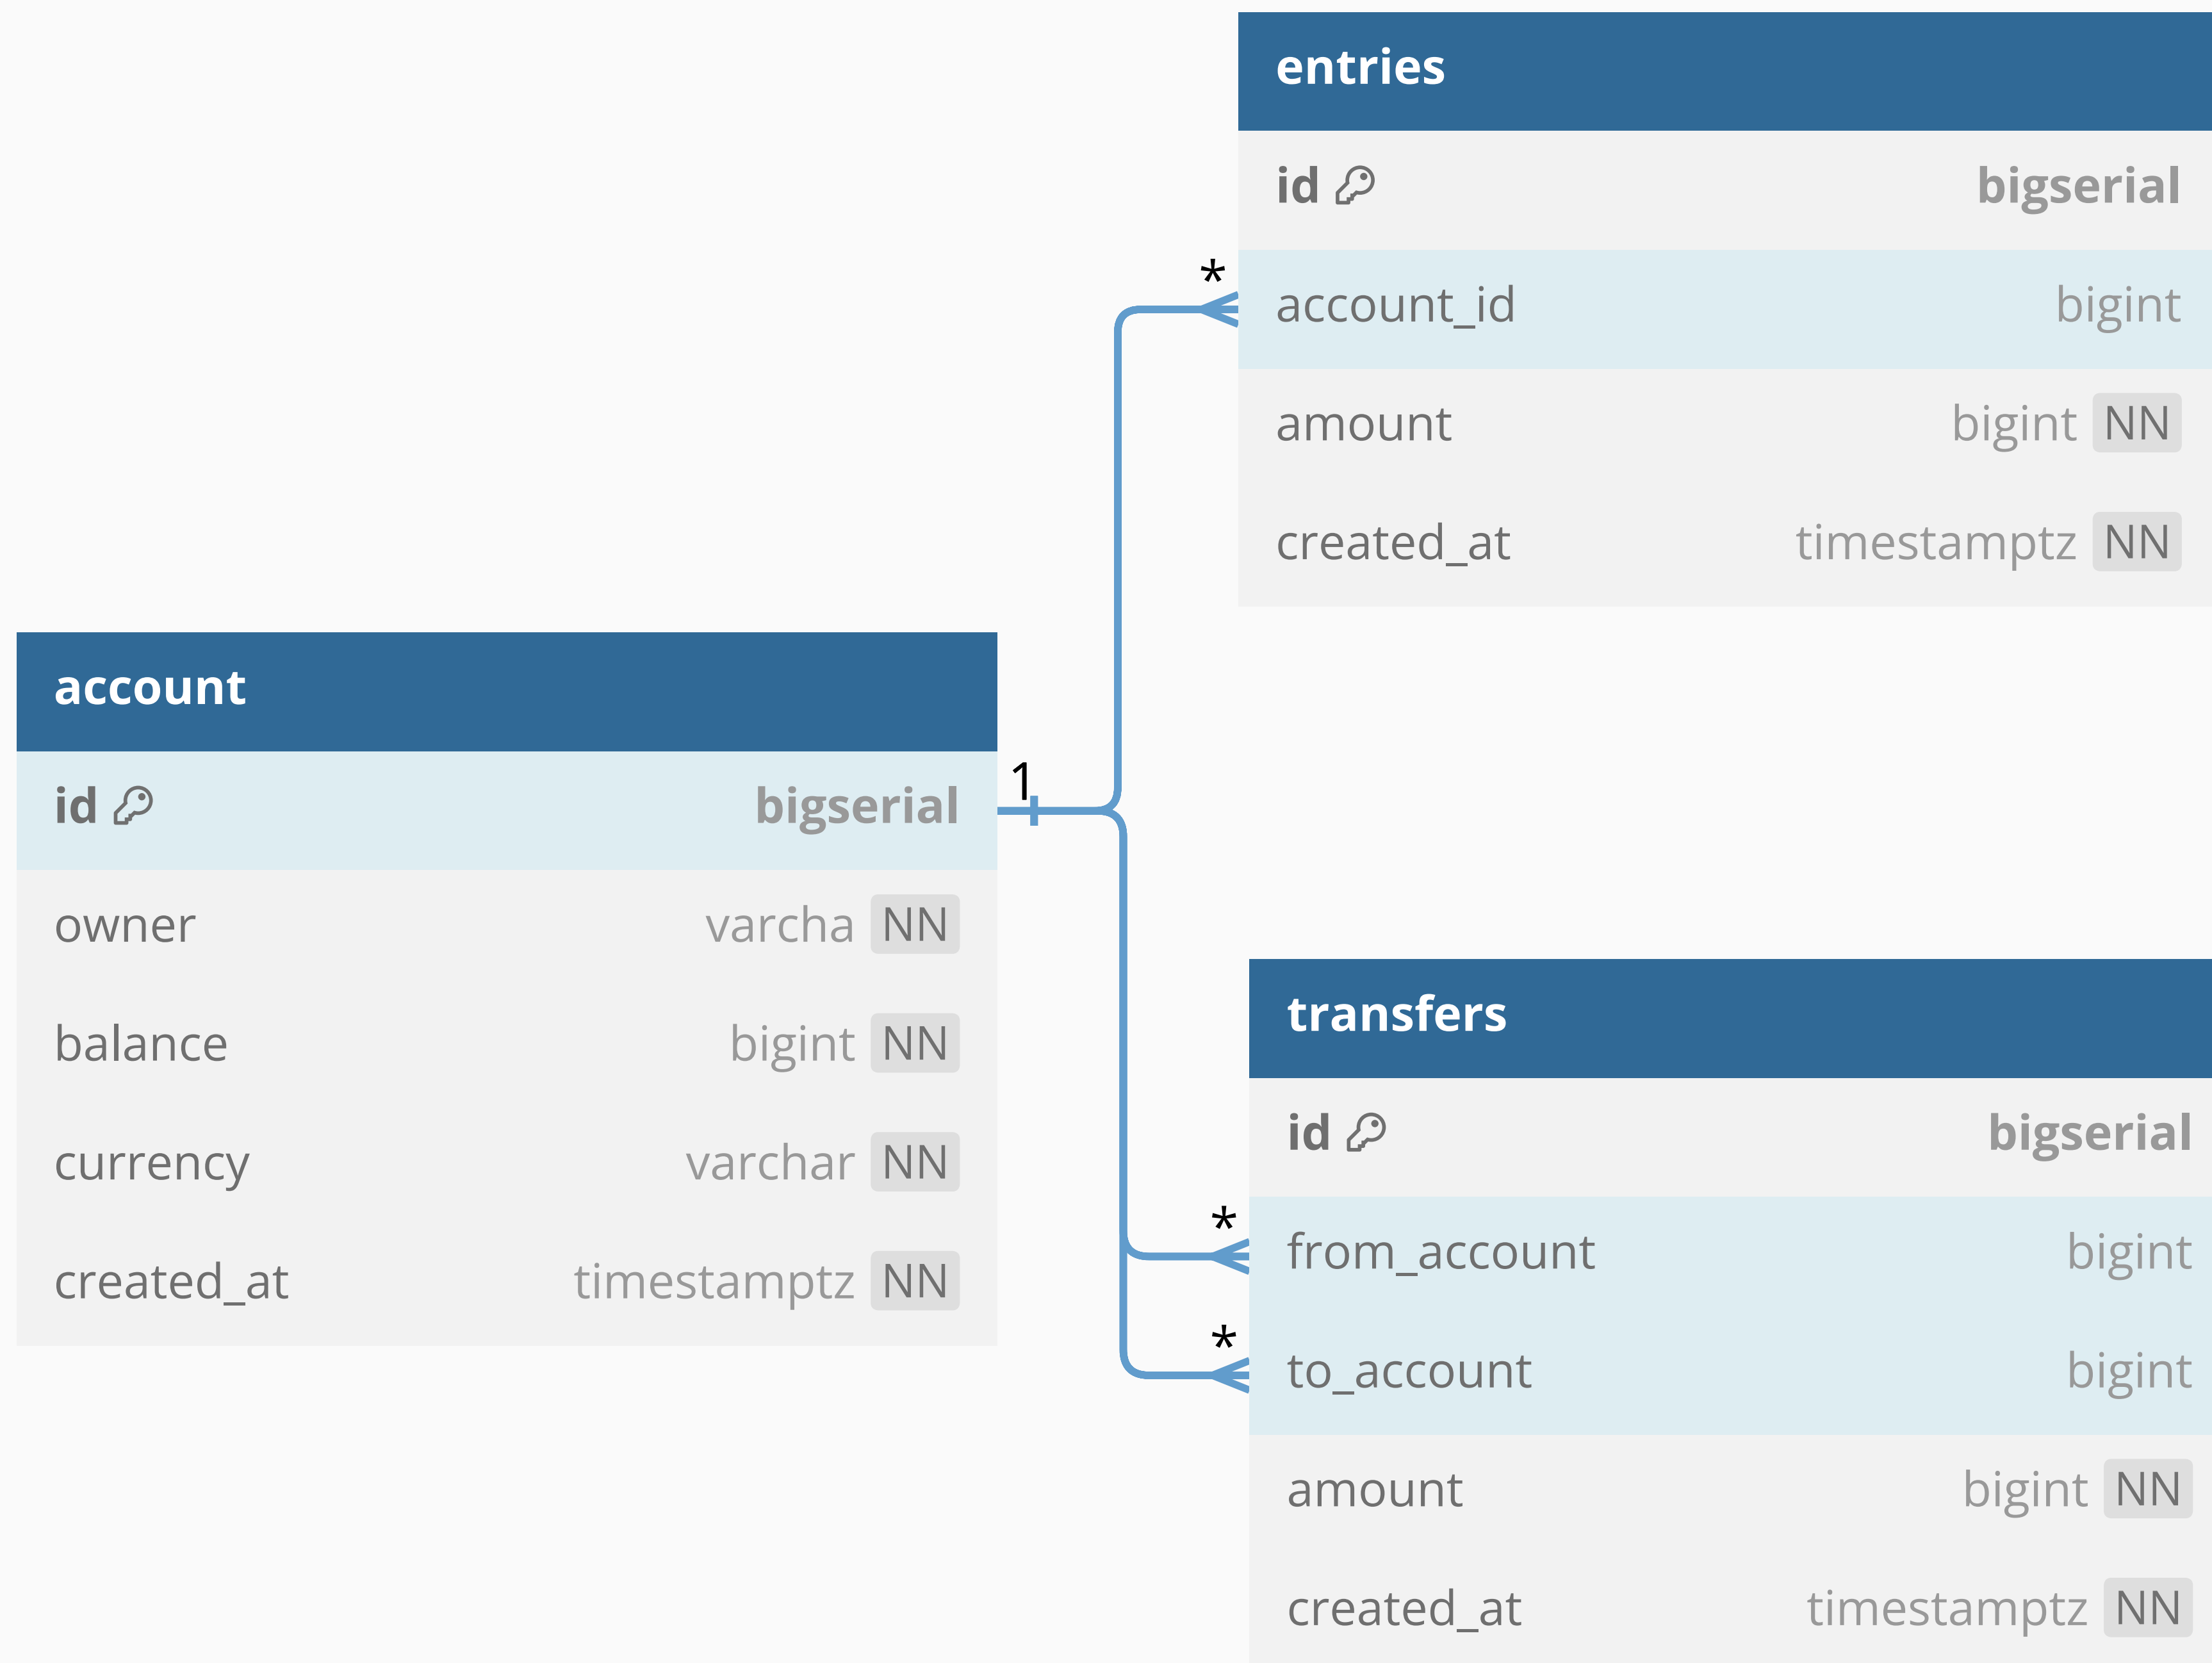 entries
id bigserial
account_id bigint
amount bigint NN
created_at timestamptz NN
*
account
id bigserial
1
owner varcha NN
balance bigint NN
currency varchar NN
created_at timestamptz NN
transfers
id bigserial
*
from_account bigint
*
to_account bigint
amount bigint NN
created_at timestamptz NN